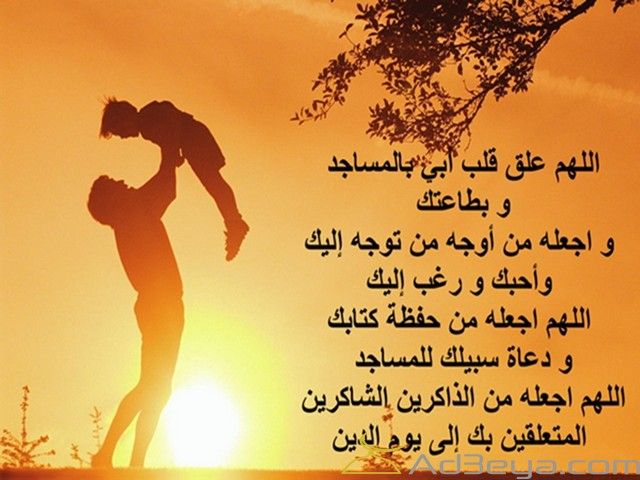 اللهم علق قلب أبي بالمساجد
و بطاعتك
و اجعله من أوجه من توجه إليك
وأحبك و رغب إليك
اللهم اجعله من حفظة كتابك
و دعاة سبيلك للمساجد
اللهم اجعله من الذاكرين الشاكرين
المتعلقين بك إلى يوم الدين
Ad3eya.com